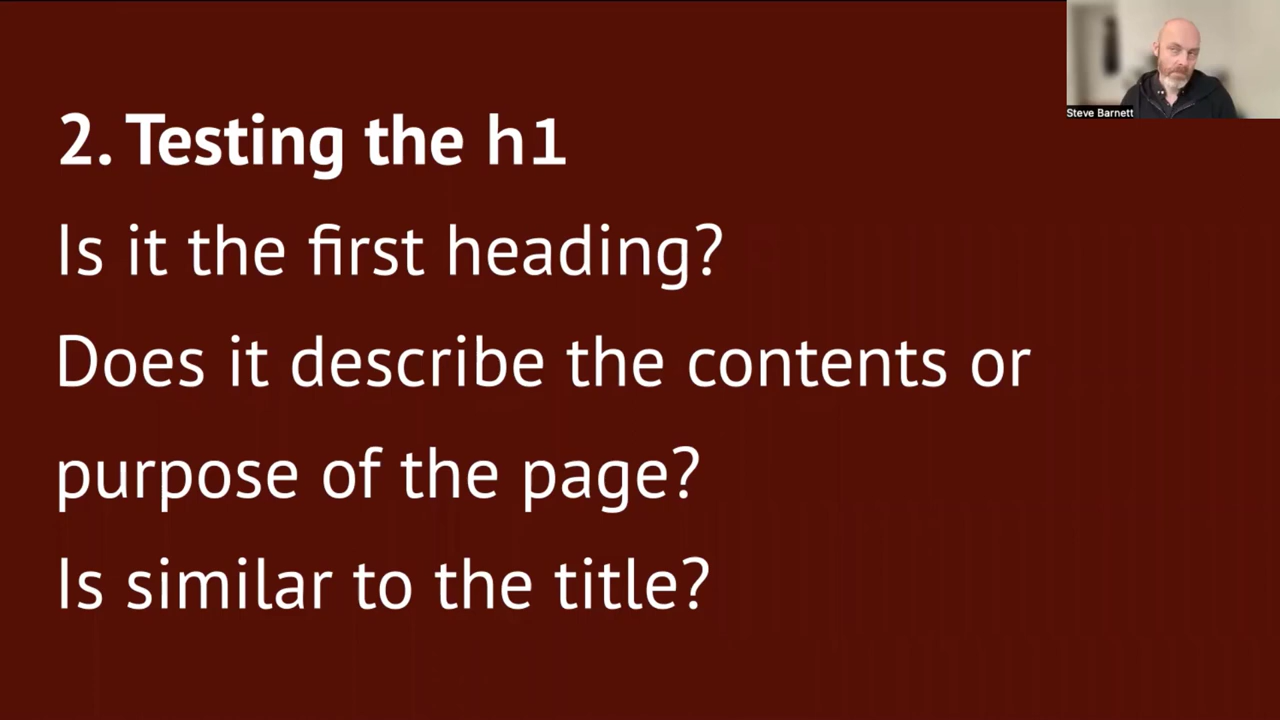 2. Testing the h1
Is it the first heading?
Does it describe the contents or
purpose of the page?
Is similar to the title?
Steve Barnett